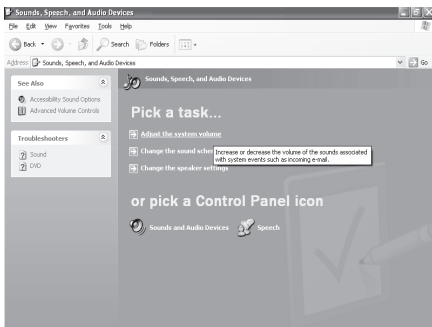 Sounds, Speech, and Audio Devices
File Edit View Favorites Tools Help
Back Search Folders
Address Sounds, Speech, and Audio Devices Go
See Also
Accessibility Sound Options
Advanced Volume Controls
Troubleshooters
Sound
DVD
Sounds, Speech, and Audio Devices
Pick a task...
Adjust the system volume
Change the sound scheme
Increase or decrease the volume of the sounds associated
with system events such as incoming e-mail.
Change the speaker settings
or pick a Control Panel icon
Sounds and Audio Devices Speech